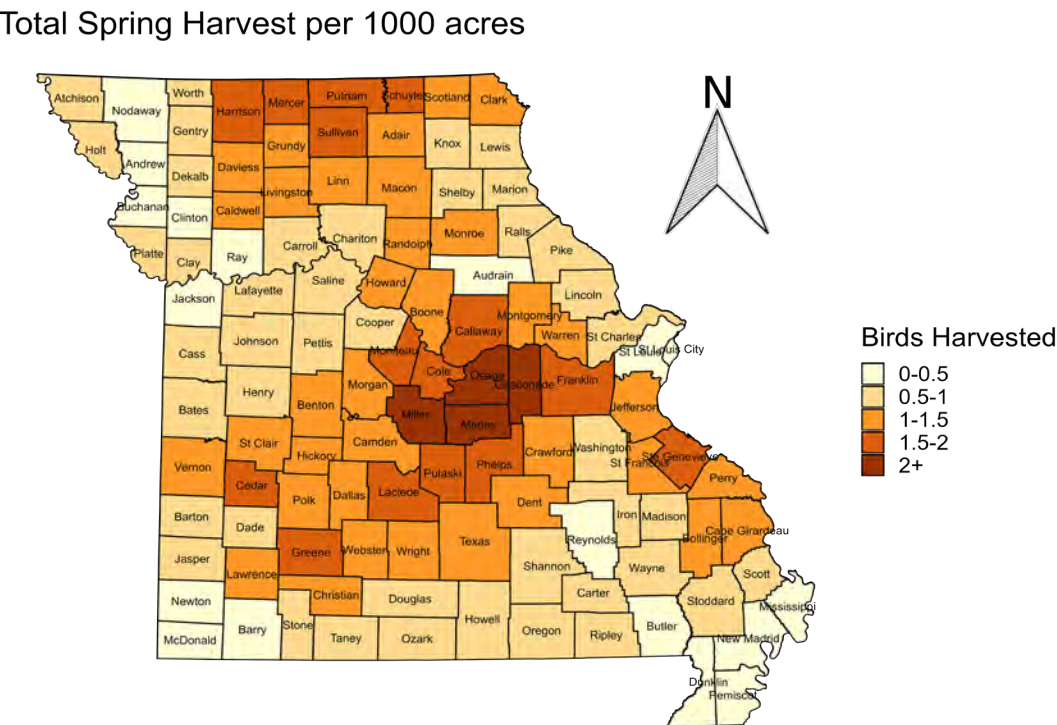 Total Spring Harvest per 1000 acres
N
Atchison
Nodaway
Worth
Harrison
Mercer
Putnam
Schuyler
Scotland
Clark
Holt
Andrew
Gentry
Dekalb
Daviess
Grundy
Sullivan
Adair
Knox
Lewis
Buchanan
Clinton
Caldwell
Livingston
Linn
Macon
Shelby
Marion
Platte
Clay
Ray
Carroll
Chariton
Randolph
Monroe
Ralls
Pike
Audrain
Jackson
Lafayette
Saline
Howard
Boone
Callaway
Montgomery
Lincoln
Warren
St Charles
St Louis
St Louis City
Cass
Johnson
Pettis
Cooper
Moniteau
Cole
Osage
Gasconade
Franklin
Jefferson
Bates
Henry
Benton
Morgan
Miller
Maries
Camden
Crawford
Washington
St Francois
Ste Genevieve
Perry
Vernon
St Clair
Hickory
Cedar
Polk
Dallas
Laclede
Pulaski
Phelps
Dent
Iron
Madison
Bollinger
Cape Girardeau
Barton
Dade
Greene
Webster
Wright
Texas
Reynolds
Shannon
Wayne
Scott
Jasper
Lawrence
Christian
Douglas
Howell
Carter
Stoddard
Mississippi
Newton
McDonald
Barry
Stone
Taney
Ozark
Oregon
Ripley
Butler
New Madrid
Dunklin
Pemiscot
Birds Harvested
0-0.5
0.5-1
1-1.5
1.5-2
2+